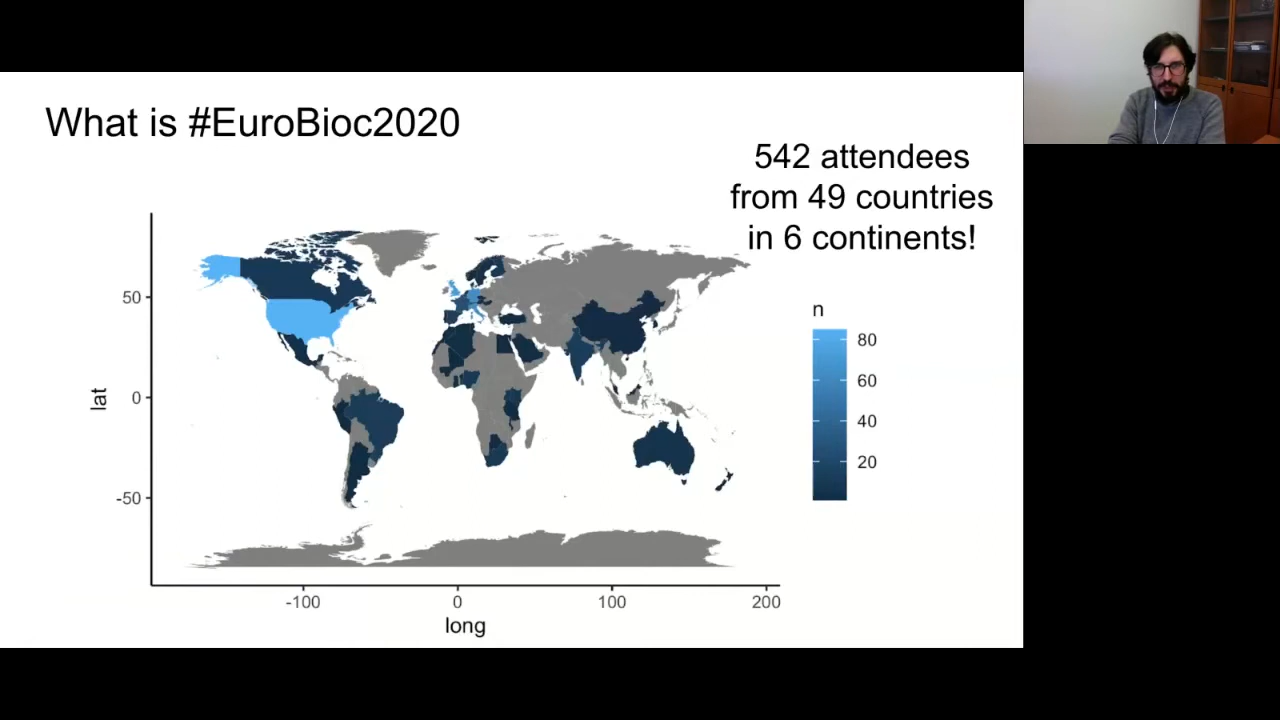 What is #EuroBioc2020
542 attendees
from 49 countries
in 6 continents!
n
80
60
40
20
lat
50
0
-50
-100
0
100
200
long